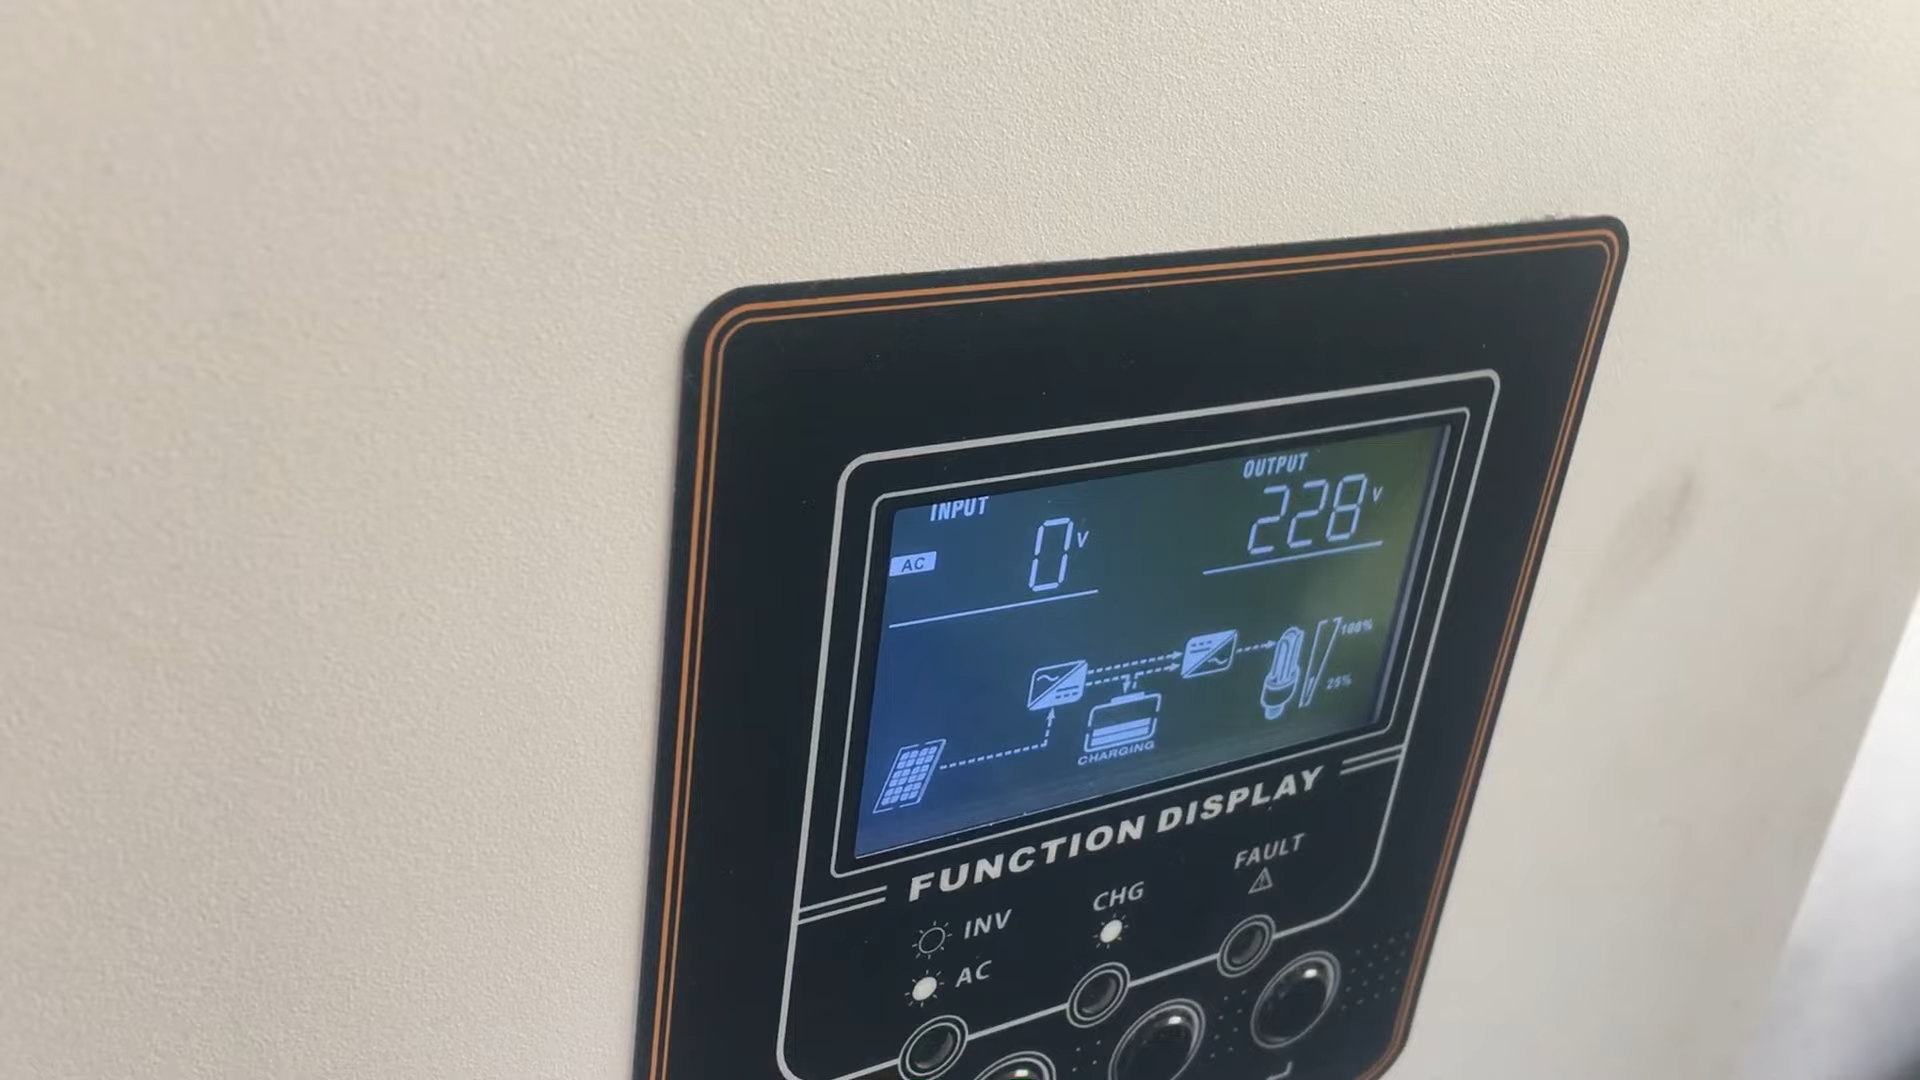 INPUT
AC 0 V
OUTPUT
228 V
100%
25%
CHARGING
FUNCTION DISPLAY
INV
AC
CHG
FAULT